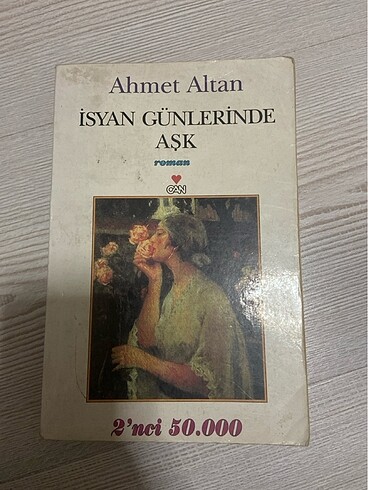 Ahmet Altan
İSYAN GÜNLERİNDE
AŞK
roman
CAN
2'nci 50.000